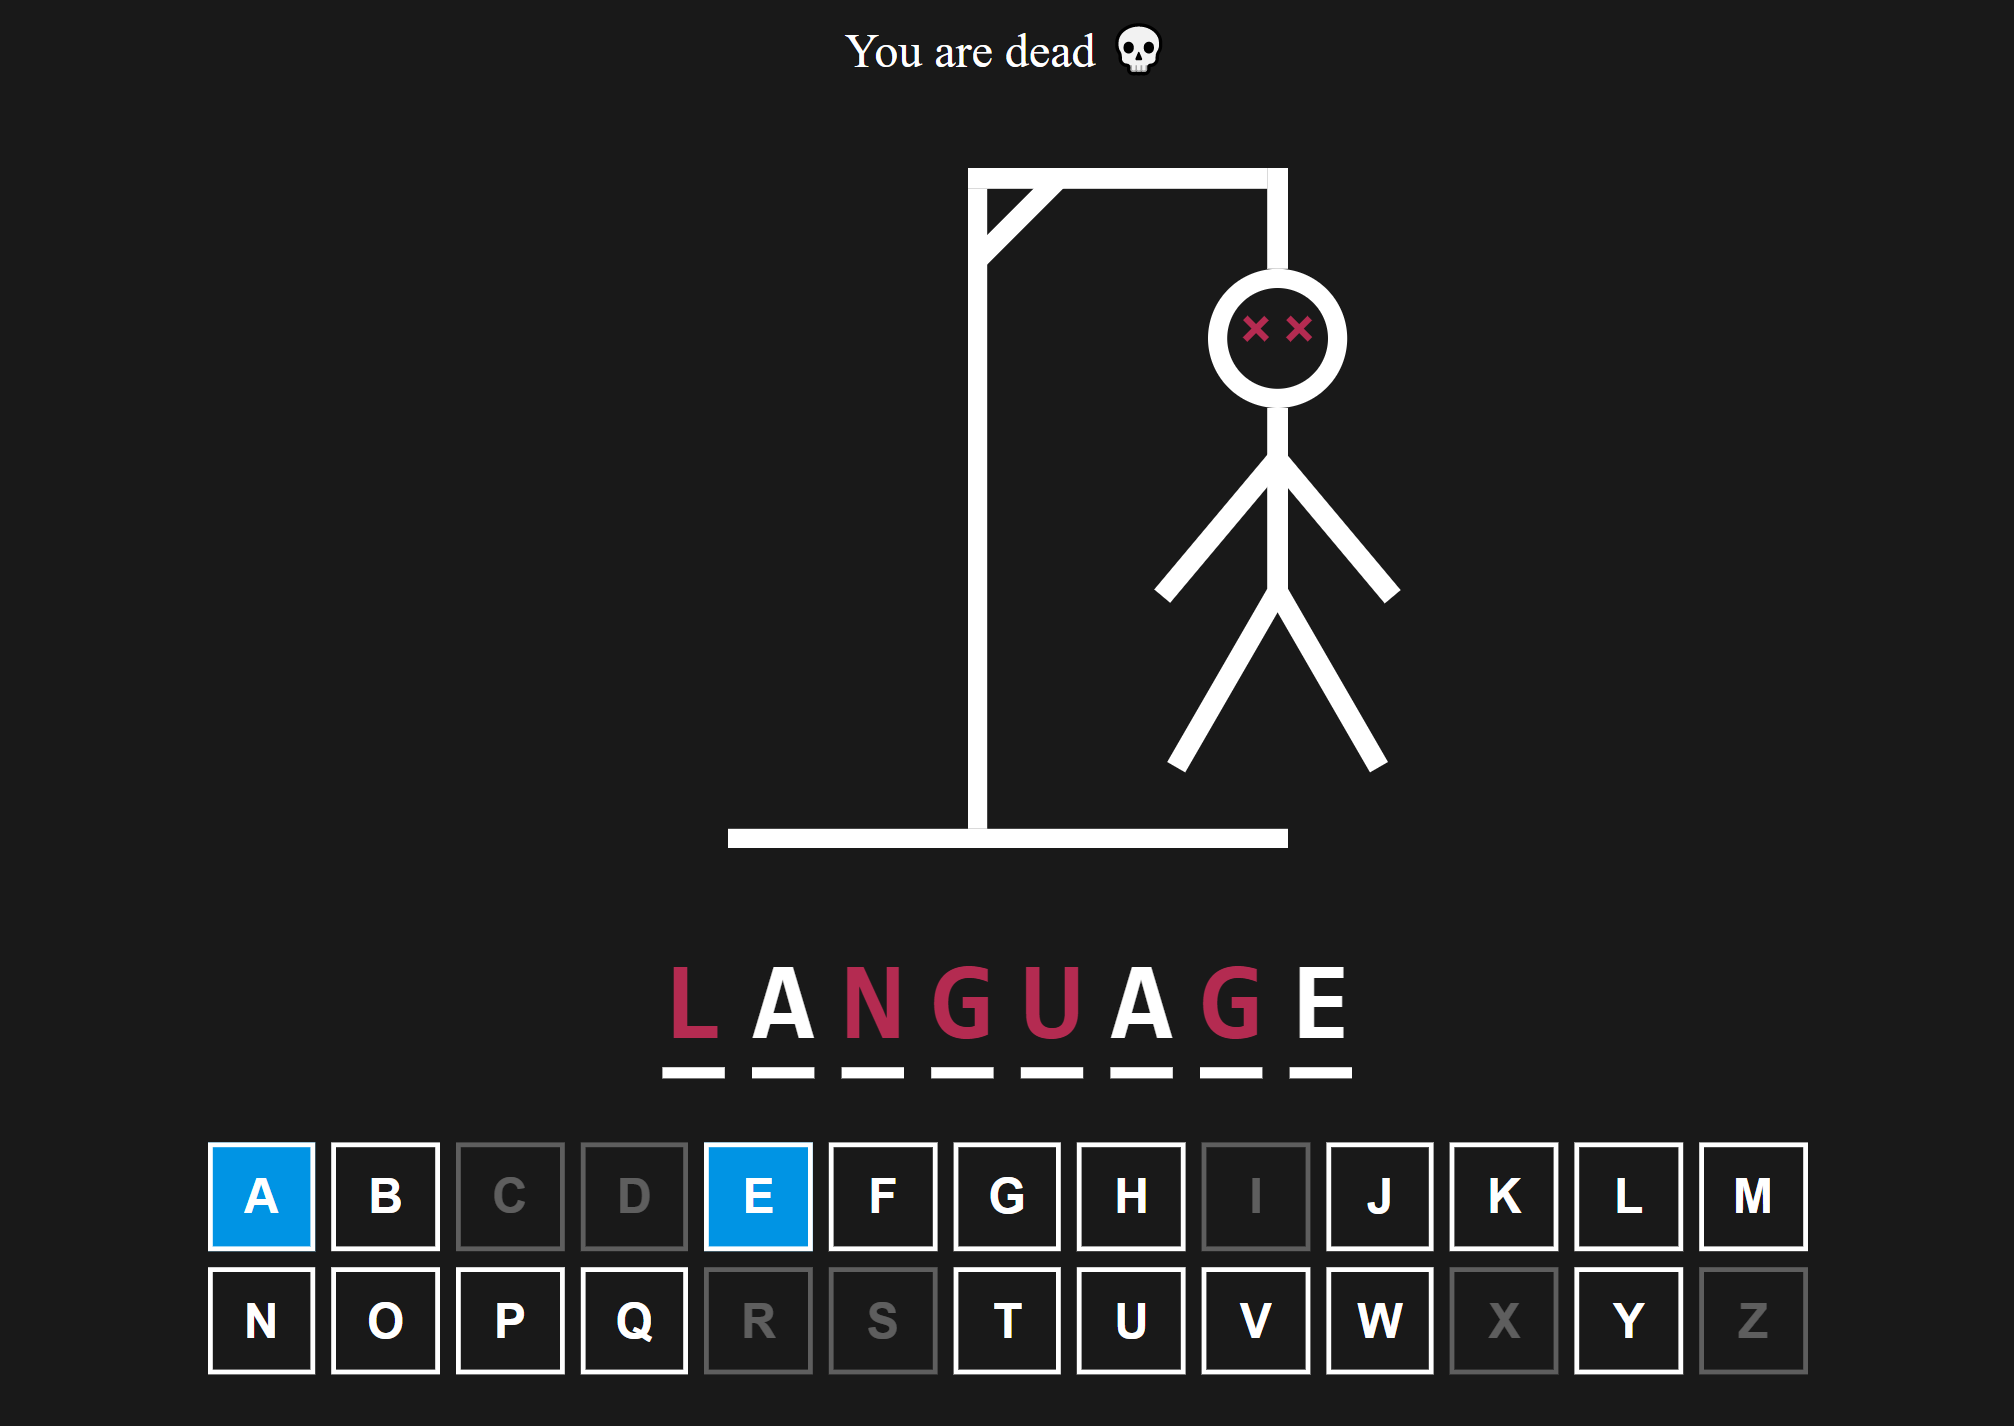 You are dead 💀
L A N G U A G E
A B C D E F G H I J K L M
N O P Q R S T U V W X Y Z